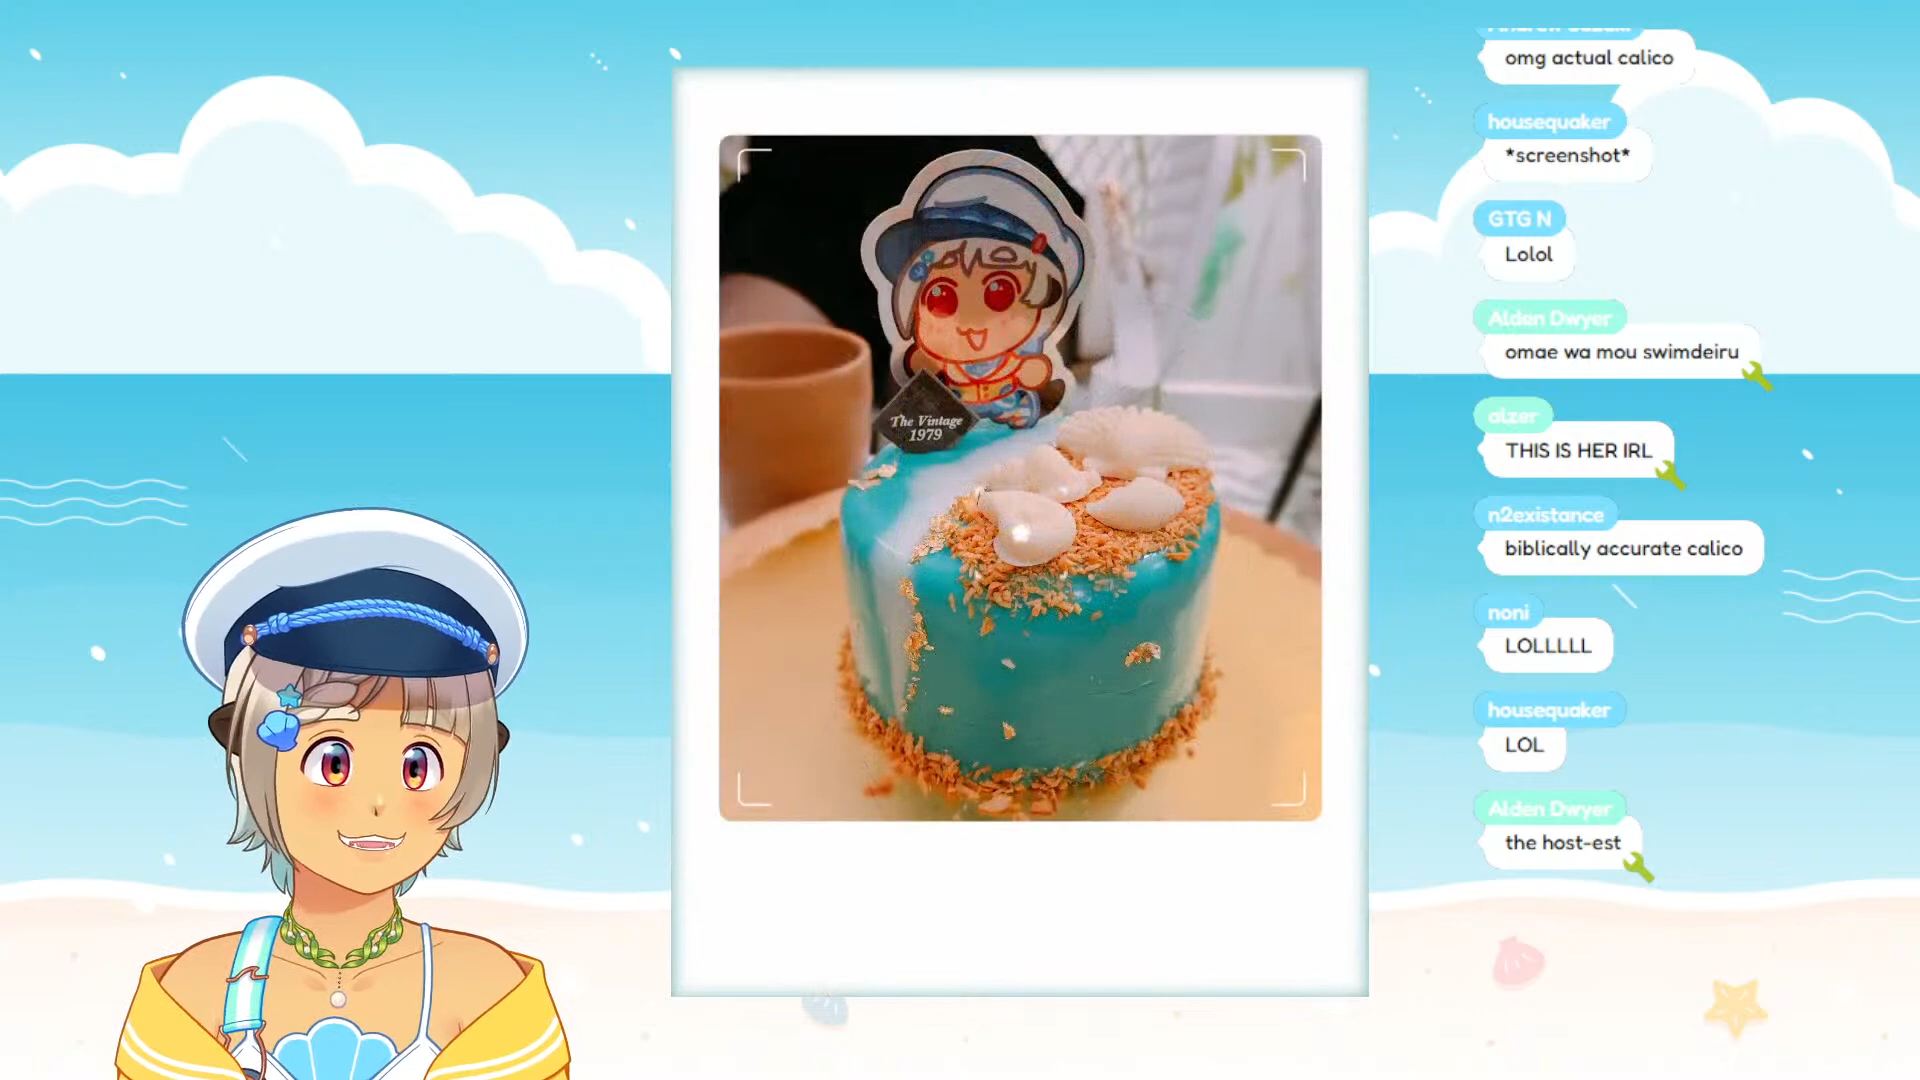 The Vintage
1979
omg actual calico
housequaker
*screenshot*
GTG N
Lolol
Alden Dwyer
omae wa mou swimdeiru
alzer
THIS IS HER IRL
n2existance
biblically accurate calico
noni
LOLLLLL
housequaker
LOL
Alden Dwyer
the host-est